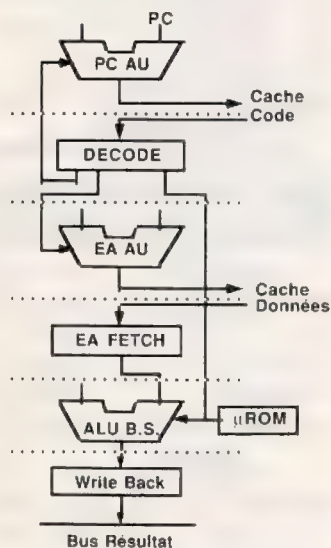 PC
PC AU
Cache
Code
DECODE
EA AU
Cache
Données
EA FETCH
ALU B.S.
µROM
Write Back
Bus Résultat